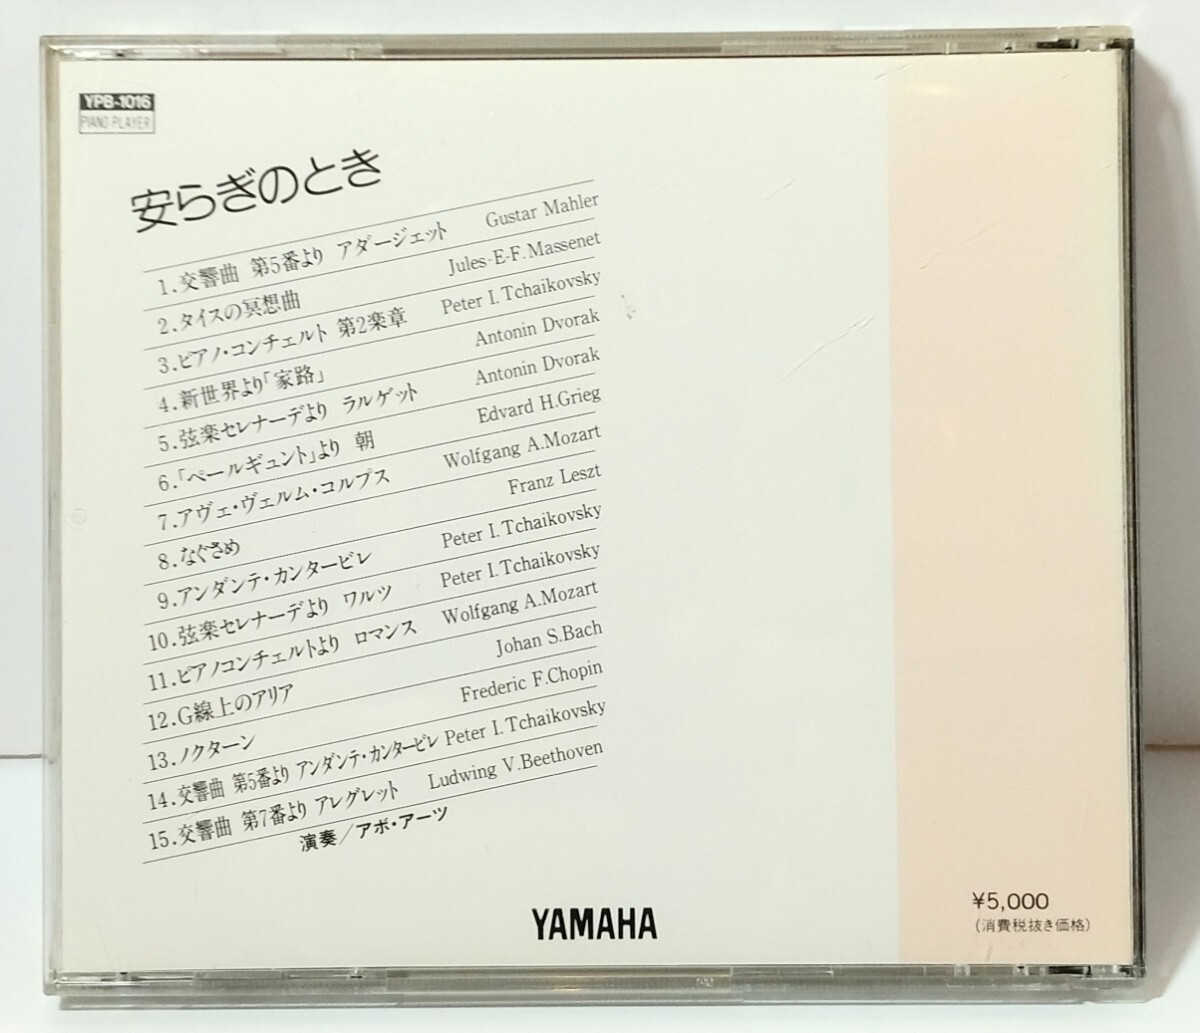 YPB-1016
PIANO PLAYER
安らぎのとき
1.交響曲 第5番より アダージェット Gustar Mahler
2.タイスの冥想曲 Jules-E-F.Massenet
3.ピアノ・コンチェルト 第2楽章 Peter I.Tchaikovsky
4.新世界より「家路」 Antonin Dvorak
5.弦楽セレナーデより ラルゲット Antonin Dvorak
6.「ペールギュント」より 朝 Edvard H.Grieg
7.アヴェ・ヴェルム・コルプス Wolfgang A.Mozart
8.なぐさめ Franz Leszt
9.アンダンテ・カンタービレ Peter I.Tchaikovsky
10.弦楽セレナーデより ワルツ Peter I.Tchaikovsky
11.ピアノコンチェルトより ロマンス Wolfgang A.Mozart
12.G線上のアリア Johan S.Bach
13.ノクターン Frederic F.Chopin
14.交響曲 第5番より アンダンテ・カンタービレ Peter I.Tchaikovsky
15.交響曲 第7番より アレグレット Ludwing V.Beethoven
演奏/アボ・アーツ
YAMAHA
¥5,000
(消費税抜き価格)